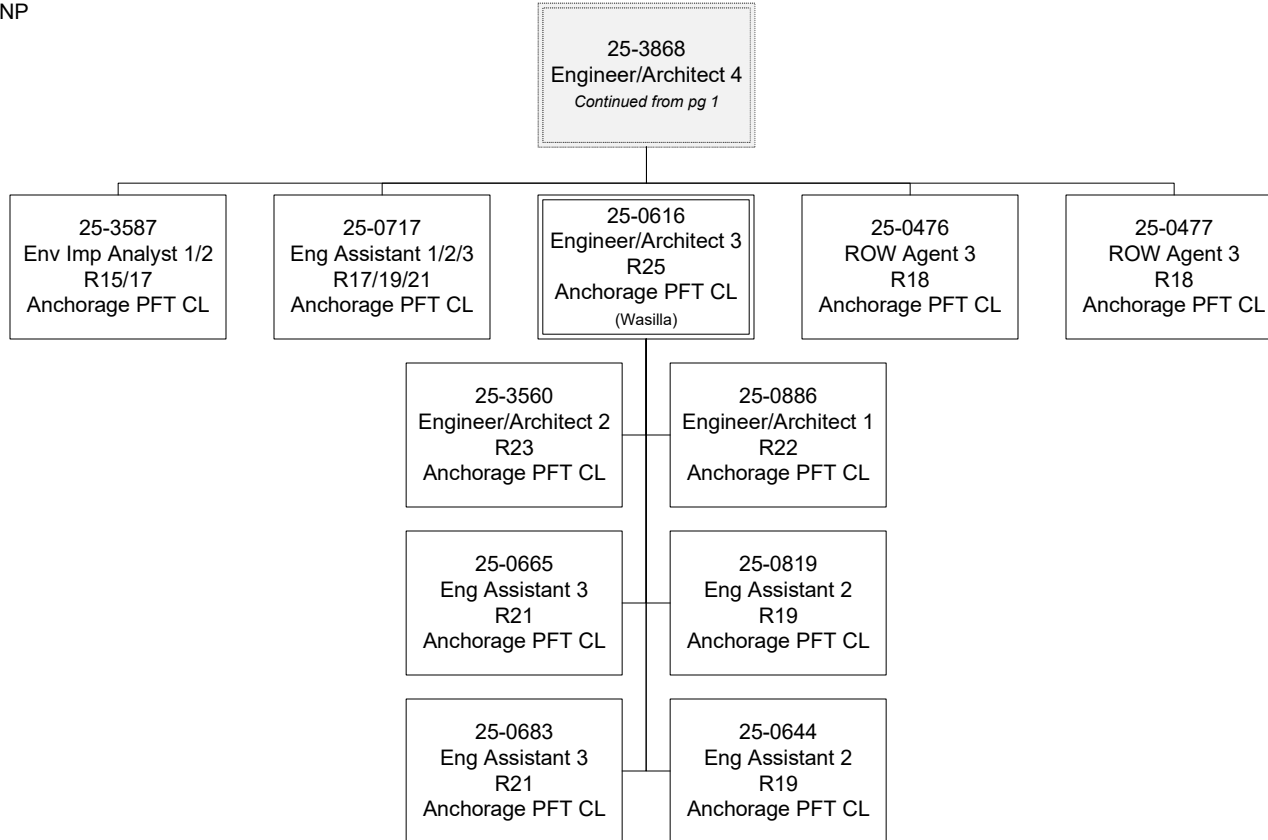 NP
25-3868
Engineer/Architect 4
Continued from pg 1
25-3587
Env Imp Analyst 1/2
R15/17
Anchorage PFT CL
25-0717
Eng Assistant 1/2/3
R17/19/21
Anchorage PFT CL
25-0616
Engineer/Architect 3
R25
Anchorage PFT CL
(Wasilla)
25-0476
ROW Agent 3
R18
Anchorage PFT CL
25-0477
ROW Agent 3
R18
Anchorage PFT CL
25-3560
Engineer/Architect 2
R23
Anchorage PFT CL
25-0886
Engineer/Architect 1
R22
Anchorage PFT CL
25-0665
Eng Assistant 3
R21
Anchorage PFT CL
25-0819
Eng Assistant 2
R19
Anchorage PFT CL
25-0683
Eng Assistant 3
R21
Anchorage PFT CL
25-0644
Eng Assistant 2
R19
Anchorage PFT CL